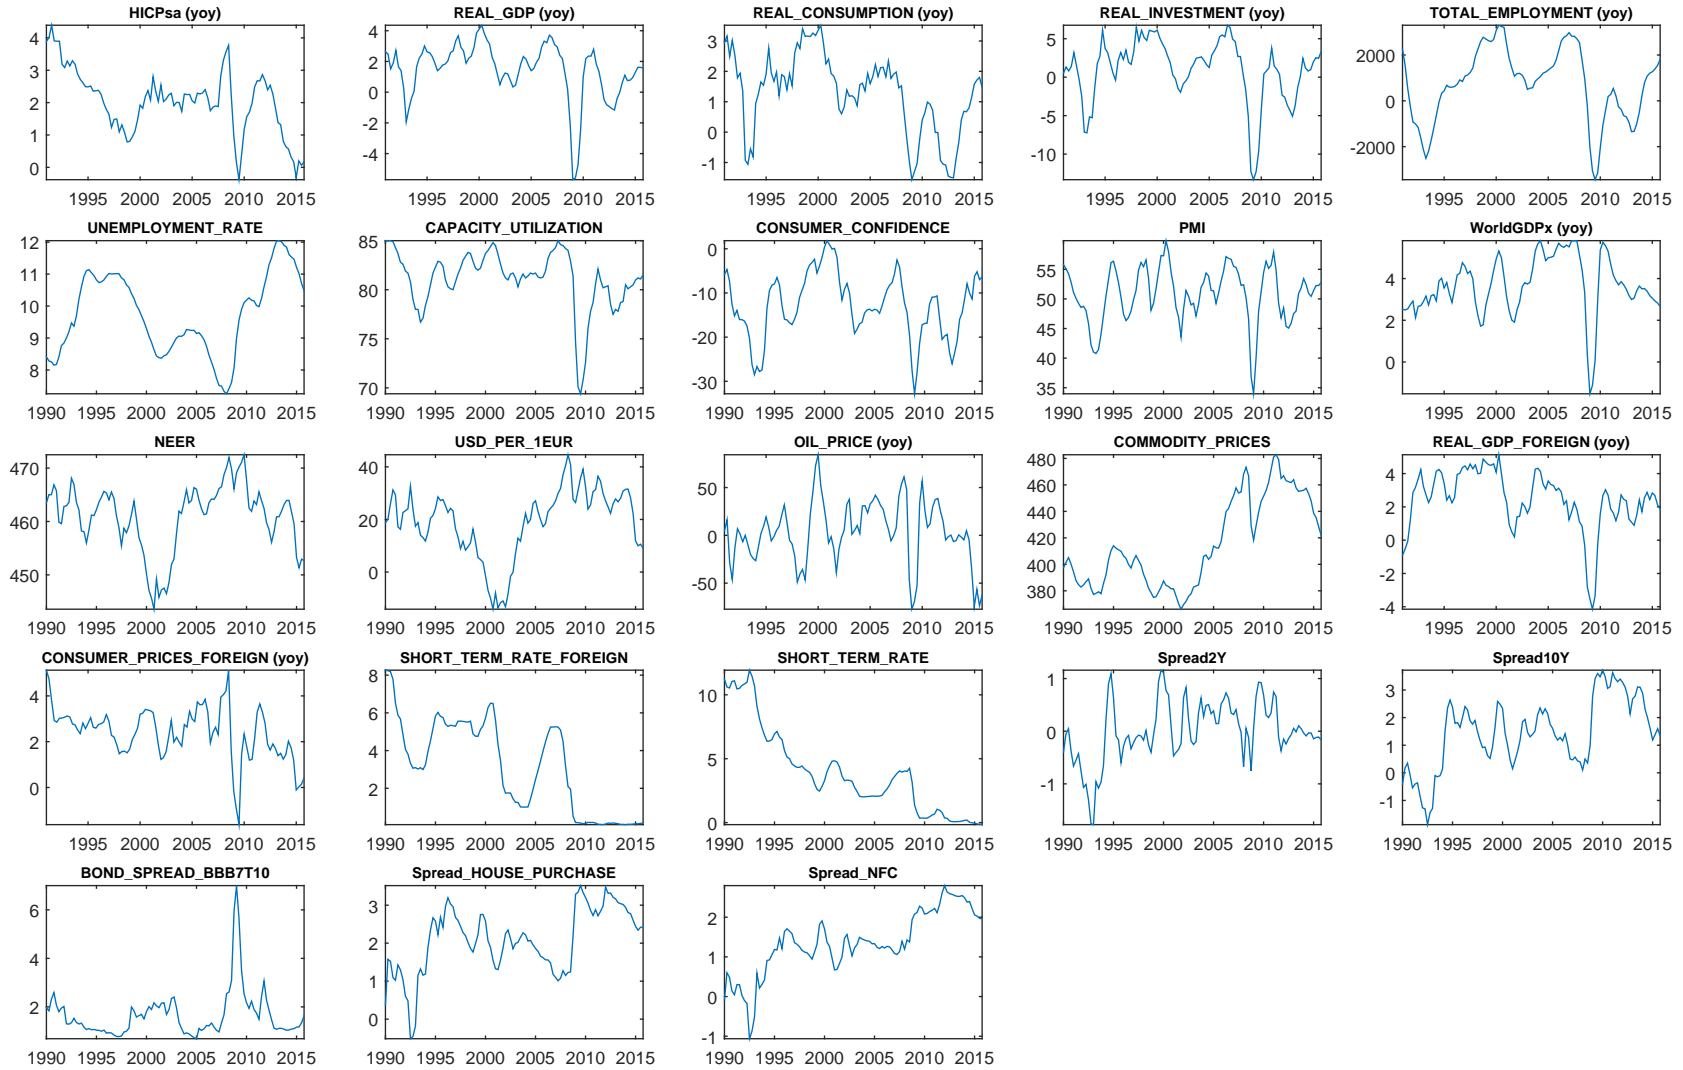 HICPsa (yoy)
REAL_GDP (yoy)
REAL_CONSUMPTION (yoy)
REAL_INVESTMENT (yoy)
TOTAL_EMPLOYMENT (yoy)
4
3
2
1
0
1995 2000 2005 2010 2015
4
2
0
-2
-4
1995 2000 2005 2010 2015
3
2
1
0
-1
1995 2000 2005 2010 2015
5
0
-5
-10
1995 2000 2005 2010 2015
2000
0
-2000
1995 2000 2005 2010 2015
UNEMPLOYMENT_RATE
CAPACITY_UTILIZATION
CONSUMER_CONFIDENCE
PMI
WorldGDPx (yoy)
12
11
10
9
8
1990 1995 2000 2005 2010 2015
85
80
75
70
1990 1995 2000 2005 2010 2015
0
-10
-20
-30
1990 1995 2000 2005 2010 2015
55
50
45
40
35
1990 1995 2000 2005 2010 2015
4
2
0
1995 2000 2005 2010 2015
NEER
USD_PER_1EUR
OIL_PRICE (yoy)
COMMODITY_PRICES
REAL_GDP_FOREIGN (yoy)
470
460
450
1990 1995 2000 2005 2010 2015
40
20
0
1990 1995 2000 2005 2010 2015
50
0
-50
1995 2000 2005 2010 2015
480
460
440
420
400
380
1990 1995 2000 2005 2010 2015
4
2
0
-2
-4
1995 2000 2005 2010 2015
CONSUMER_PRICES_FOREIGN (yoy)
SHORT_TERM_RATE_FOREIGN
SHORT_TERM_RATE
Spread2Y
Spread10Y
4
2
0
1995 2000 2005 2010 2015
8
6
4
2
1990 1995 2000 2005 2010 2015
10
5
0
1990 1995 2000 2005 2010 2015
1
0
-1
1990 1995 2000 2005 2010 2015
3
2
1
0
-1
1990 1995 2000 2005 2010 2015
BOND_SPREAD_BBB7T10
Spread_HOUSE_PURCHASE
Spread_NFC
6
4
2
1990 1995 2000 2005 2010 2015
3
2
1
0
1990 1995 2000 2005 2010 2015
2
1
0
-1
1990 1995 2000 2005 2010 2015